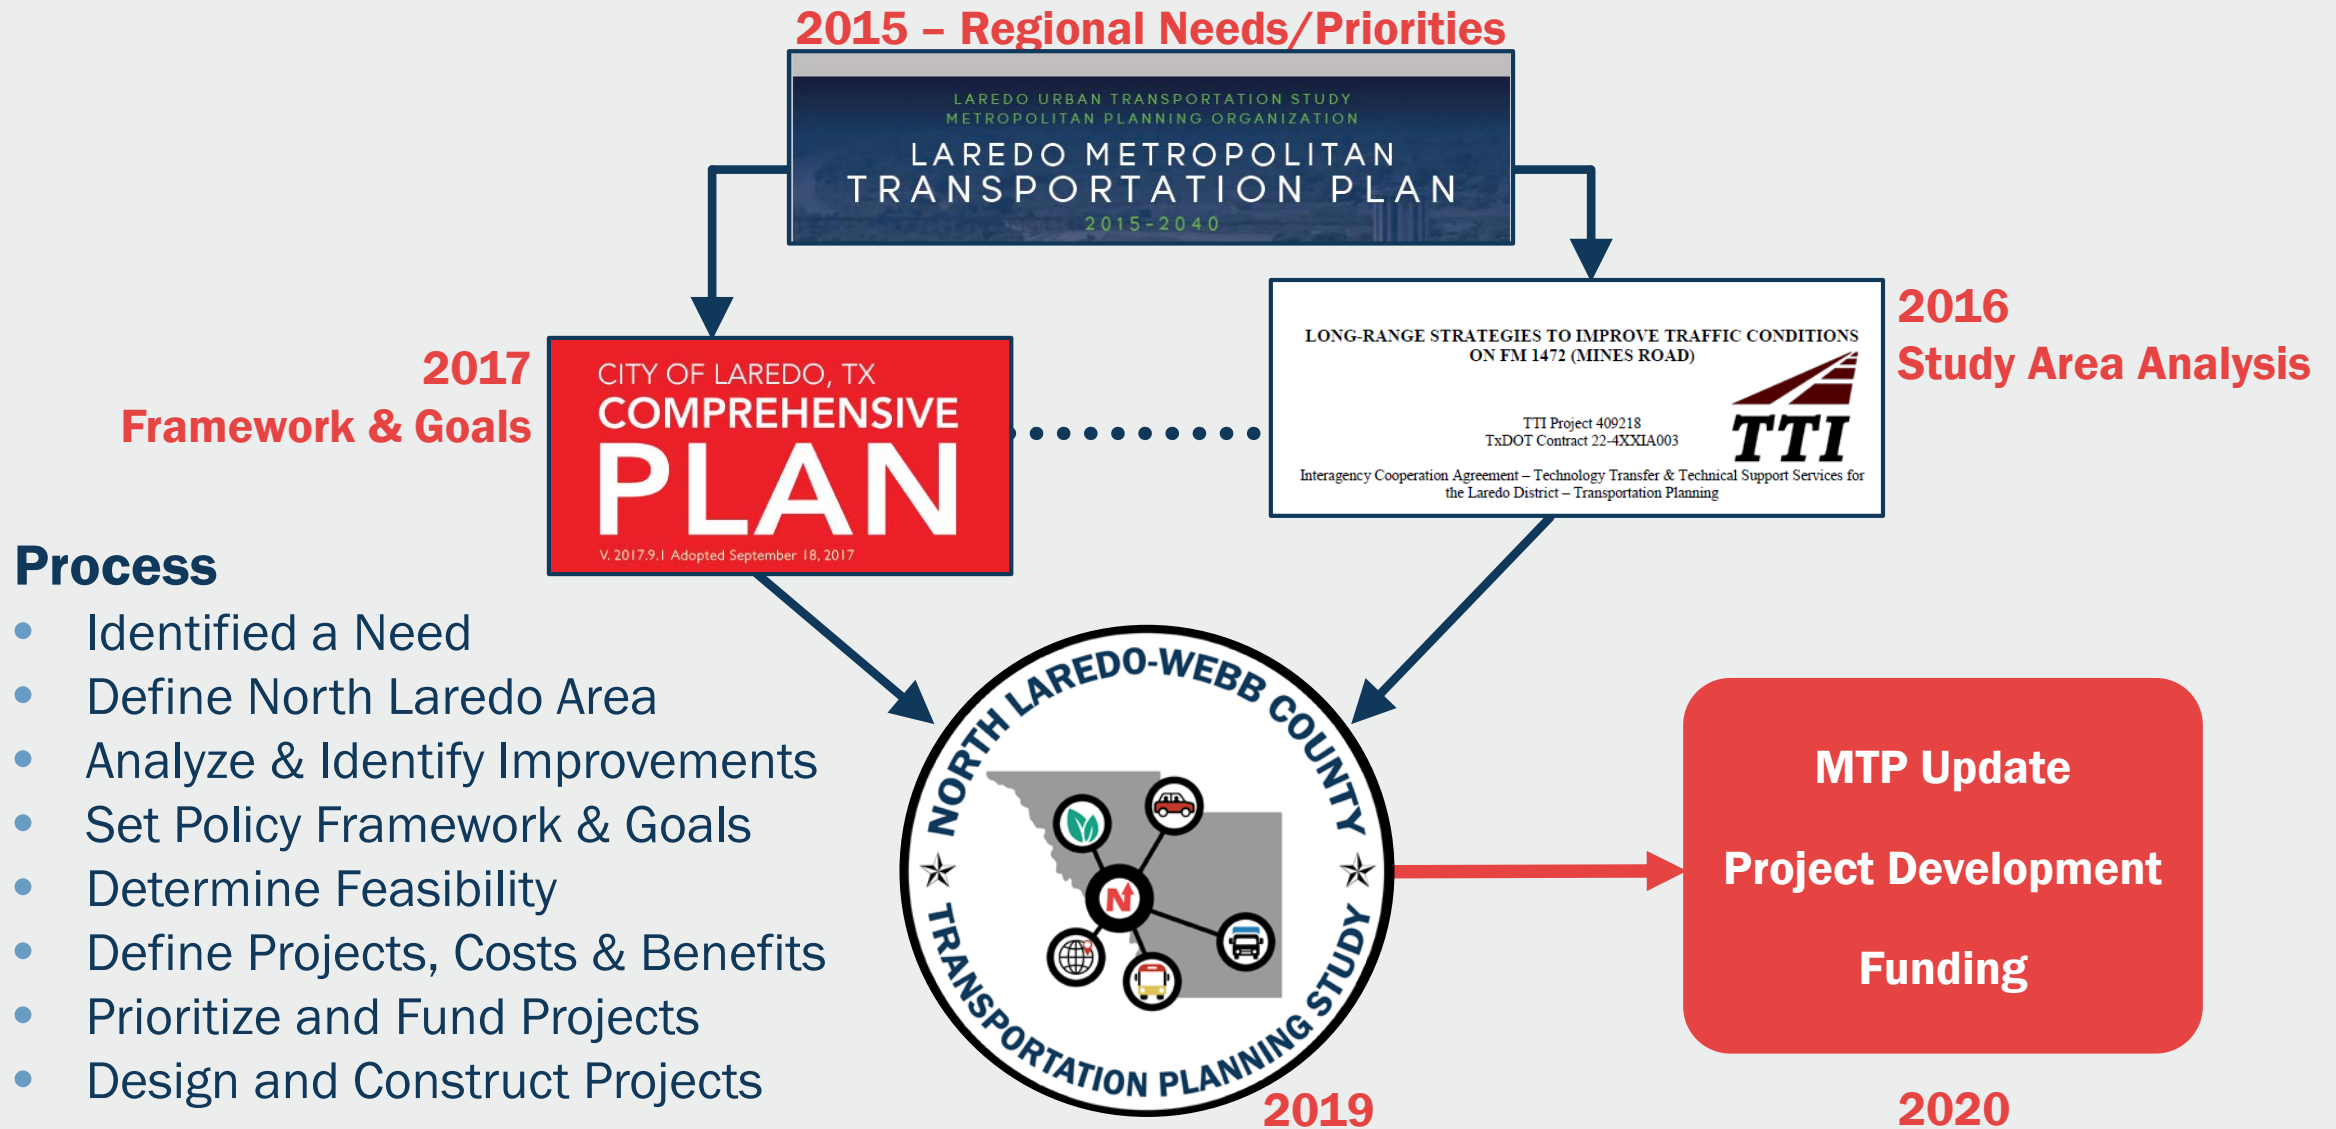 2015 – Regional Needs/Priorities
LAREDO URBAN TRANSPORTATION STUDY
METROPOLITAN PLANNING ORGANIZATION
LAREDO METROPOLITAN
TRANSPORTATION PLAN
2015-2040
2017
Framework & Goals
CITY OF LAREDO, TX
COMPREHENSIVE
PLAN
V. 2017.9.1 Adopted September 18, 2017
LONG-RANGE STRATEGIES TO IMPROVE TRAFFIC CONDITIONS
ON FM 1472 (MINES ROAD)
TTI Project 409218
TxDOT Contract 22-4XXIA003
TTI
Interagency Cooperation Agreement – Technology Transfer & Technical Support Services for
the Laredo District – Transportation Planning
2016
Study Area Analysis
Process
• Identified a Need
• Define North Laredo Area
• Analyze & Identify Improvements
• Set Policy Framework & Goals
• Determine Feasibility
• Define Projects, Costs & Benefits
• Prioritize and Fund Projects
• Design and Construct Projects
NORTH LAREDO-WEBB COUNTY
N
TRANSPORTATION PLANNING STUDY
2019
MTP Update
Project Development
Funding
2020